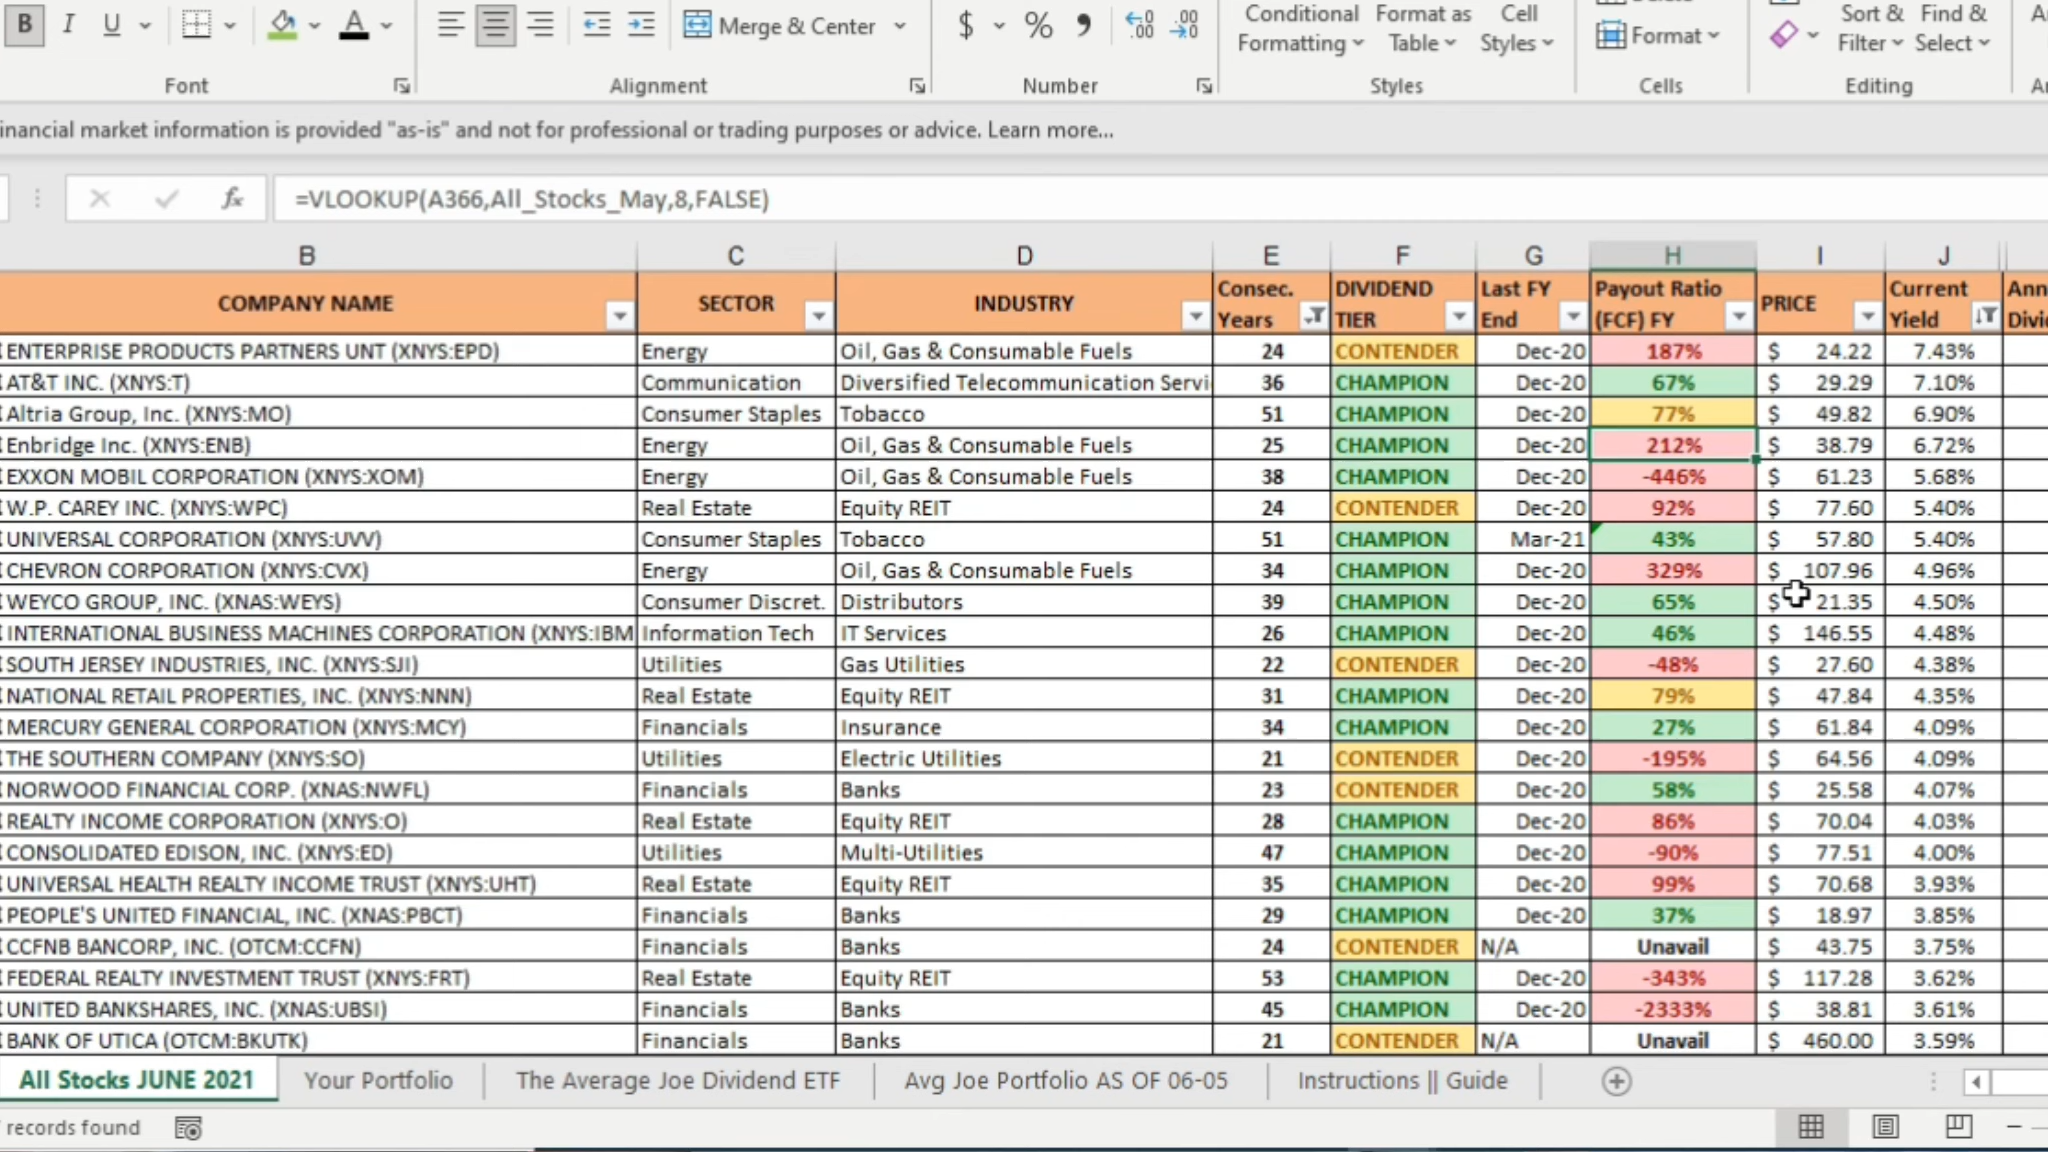 B I U A Merge & Center $ % , Conditional Formatting Format as Table Cell Styles Format Sort & Filter Find & Select
Font Alignment Number Styles Cells Editing
inancial market information is provided "as-is" and not for professional or trading purposes or advice. Learn more...
fx =VLOOKUP(A366,All_Stocks_May,8,FALSE)
B C D E F G H I J
COMPANY NAME SECTOR INDUSTRY Consec. Years DIVIDEND TIER Last FY End Payout Ratio (FCF) FY PRICE Current Yield Ann Divid
ENTERPRISE PRODUCTS PARTNERS UNT (XNYS:EPD) Energy Oil, Gas & Consumable Fuels 24 CONTENDER Dec-20 187% $ 24.22 7.43%
AT&T INC. (XNYS:T) Communication Diversified Telecommunication Servi 36 CHAMPION Dec-20 67% $ 29.29 7.10%
Altria Group, Inc. (XNYS:MO) Consumer Staples Tobacco 51 CHAMPION Dec-20 77% $ 49.82 6.90%
Enbridge Inc. (XNYS:ENB) Energy Oil, Gas & Consumable Fuels 25 CHAMPION Dec-20 212% $ 38.79 6.72%
EXXON MOBIL CORPORATION (XNYS:XOM) Energy Oil, Gas & Consumable Fuels 38 CHAMPION Dec-20 -446% $ 61.23 5.68%
W.P. CAREY INC. (XNYS:WPC) Real Estate Equity REIT 24 CONTENDER Dec-20 92% $ 77.60 5.40%
UNIVERSAL CORPORATION (XNYS:UVV) Consumer Staples Tobacco 51 CHAMPION Mar-21 43% $ 57.80 5.40%
CHEVRON CORPORATION (XNYS:CVX) Energy Oil, Gas & Consumable Fuels 34 CHAMPION Dec-20 329% $ 107.96 4.96%
WEYCO GROUP, INC. (XNAS:WEYS) Consumer Discret. Distributors 39 CHAMPION Dec-20 65% $ 21.35 4.50%
INTERNATIONAL BUSINESS MACHINES CORPORATION (XNYS:IBM Information Tech IT Services 26 CHAMPION Dec-20 46% $ 146.55 4.48%
SOUTH JERSEY INDUSTRIES, INC. (XNYS:SJI) Utilities Gas Utilities 22 CONTENDER Dec-20 -48% $ 27.60 4.38%
NATIONAL RETAIL PROPERTIES, INC. (XNYS:NNN) Real Estate Equity REIT 31 CHAMPION Dec-20 79% $ 47.84 4.35%
MERCURY GENERAL CORPORATION (XNYS:MCY) Financials Insurance 34 CHAMPION Dec-20 27% $ 61.84 4.09%
THE SOUTHERN COMPANY (XNYS:SO) Utilities Electric Utilities 21 CONTENDER Dec-20 -195% $ 64.56 4.09%
NORWOOD FINANCIAL CORP. (XNAS:NWFL) Financials Banks 23 CONTENDER Dec-20 58% $ 25.58 4.07%
REALTY INCOME CORPORATION (XNYS:O) Real Estate Equity REIT 28 CHAMPION Dec-20 86% $ 70.04 4.03%
CONSOLIDATED EDISON, INC. (XNYS:ED) Utilities Multi-Utilities 47 CHAMPION Dec-20 -90% $ 77.51 4.00%
UNIVERSAL HEALTH REALTY INCOME TRUST (XNYS:UHT) Real Estate Equity REIT 35 CHAMPION Dec-20 99% $ 70.68 3.93%
PEOPLE'S UNITED FINANCIAL, INC. (XNAS:PBCT) Financials Banks 29 CHAMPION Dec-20 37% $ 18.97 3.85%
CCFNB BANCORP, INC. (OTCM:CCFN) Financials Banks 24 CONTENDER N/A Unavail $ 43.75 3.75%
FEDERAL REALTY INVESTMENT TRUST (XNYS:FRT) Real Estate Equity REIT 53 CHAMPION Dec-20 -343% $ 117.28 3.62%
UNITED BANKSHARES, INC. (XNAS:UBSI) Financials Banks 45 CHAMPION Dec-20 -2333% $ 38.81 3.61%
BANK OF UTICA (OTCM:BKUTK) Financials Banks 21 CONTENDER N/A Unavail $ 460.00 3.59%
All Stocks JUNE 2021 Your Portfolio The Average Joe Dividend ETF Avg Joe Portfolio AS OF 06-05 Instructions || Guide
records found